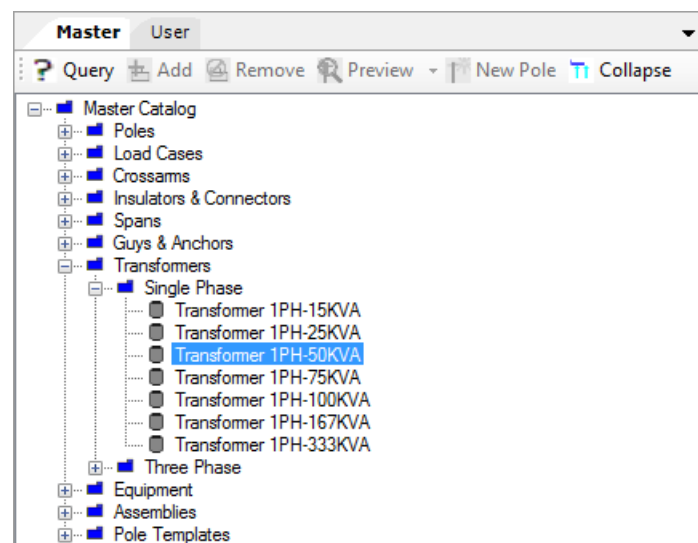 Master User
? Query Add Remove Preview New Pole Collapse
Master Catalog
Poles
Load Cases
Crossarms
Insulators & Connectors
Spans
Guys & Anchors
Transformers
Single Phase
Transformer 1PH-15KVA
Transformer 1PH-25KVA
Transformer 1PH-50KVA
Transformer 1PH-75KVA
Transformer 1PH-100KVA
Transformer 1PH-167KVA
Transformer 1PH-333KVA
Three Phase
Equipment
Assemblies
Pole Templates